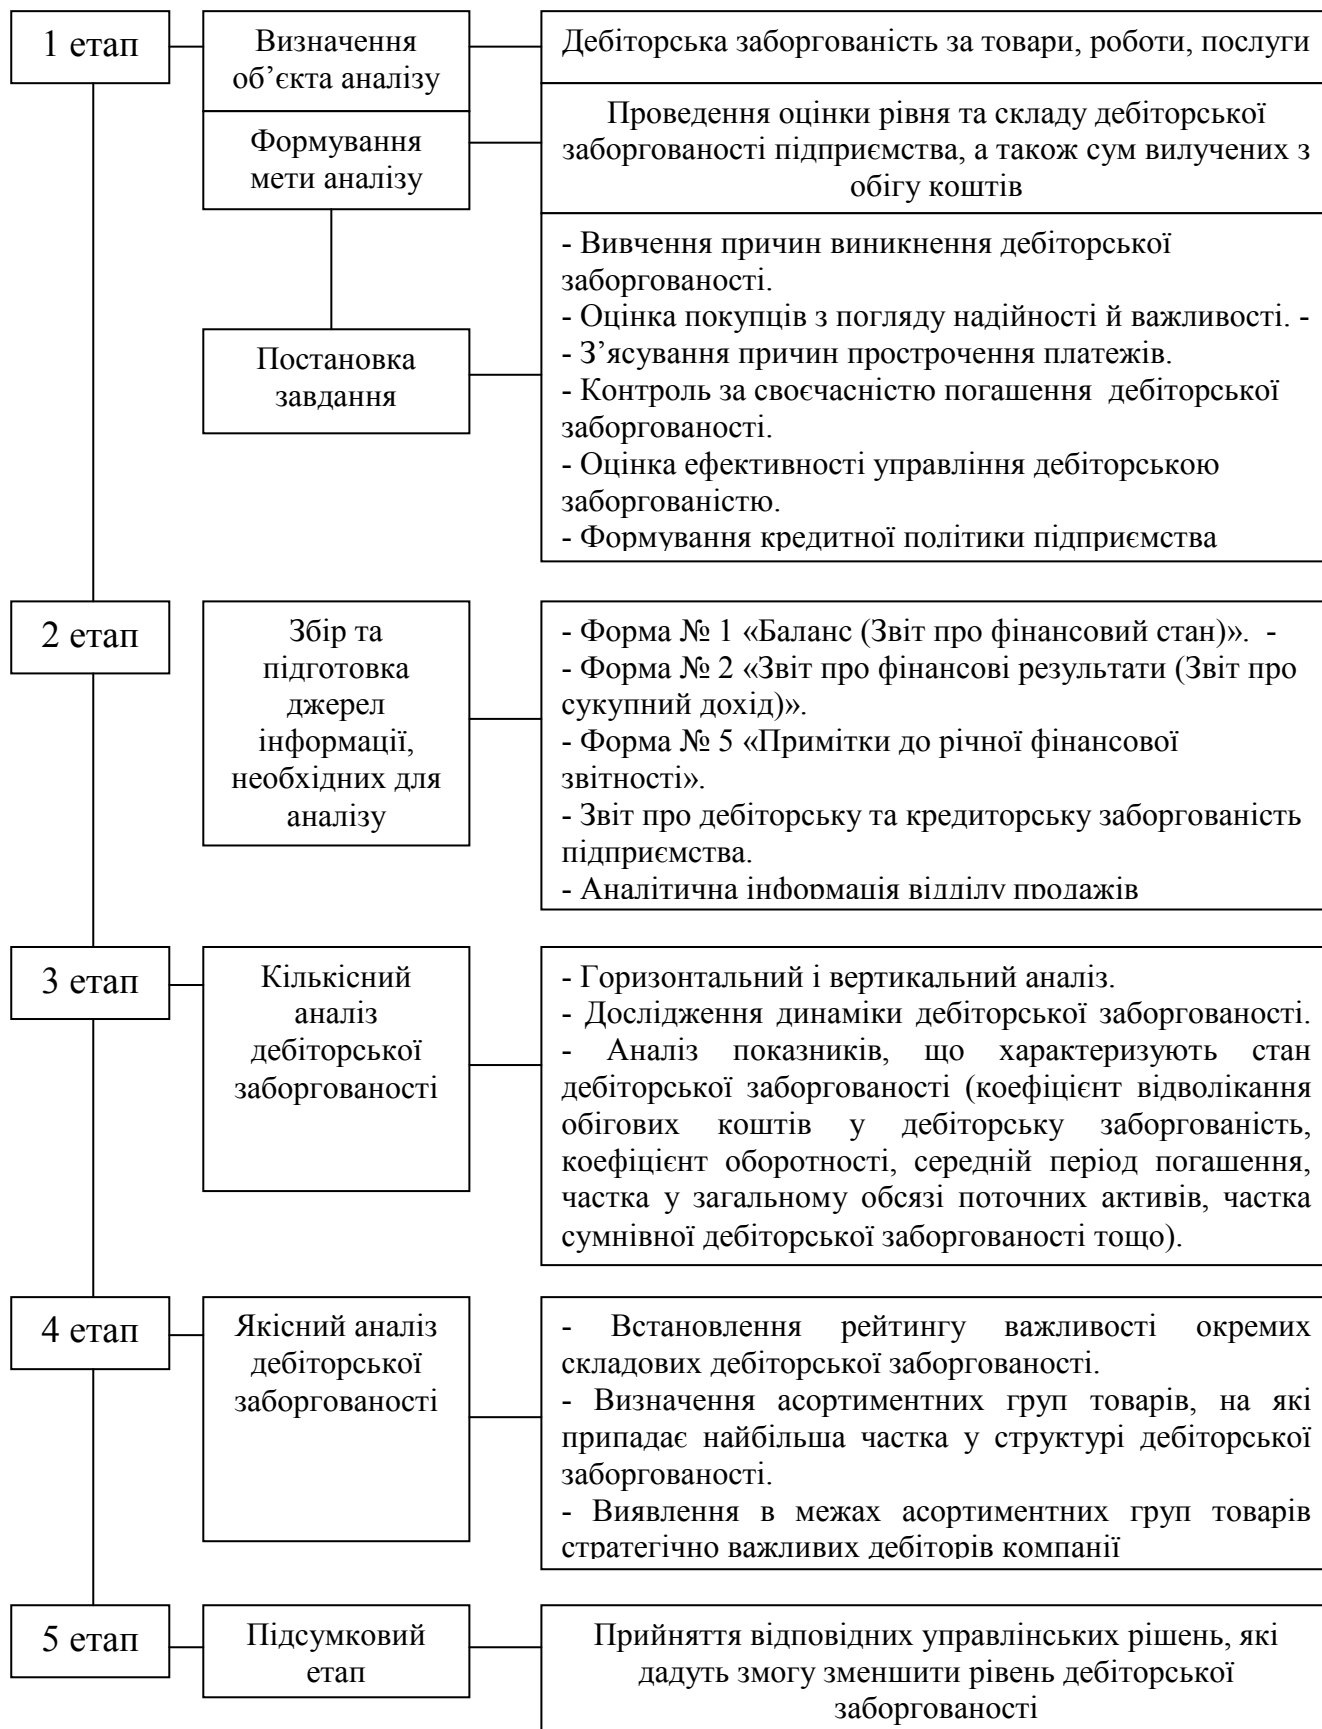 1 етап
Визначення
об’єкта аналізу
Дебіторська заборгованість за товари, роботи, послуги
Формування
мети аналізу
Проведення оцінки рівня та складу дебіторської
заборгованості підприємства, а також сум вилучених з
обігу коштів
Постановка
завдання
- Вивчення причин виникнення дебіторської
заборгованості.
- Оцінка покупців з погляду надійності й важливості. -
- З’ясування причин прострочення платежів.
- Контроль за своєчасністю погашення дебіторської
заборгованості.
- Оцінка ефективності управління дебіторською
заборгованістю.
- Формування кредитної політики підприємства
2 етап
Збір та
підготовка
джерел
інформації,
необхідних для
аналізу
- Форма № 1 «Баланс (Звіт про фінансовий стан)». -
- Форма № 2 «Звіт про фінансові результати (Звіт про
сукупний дохід)».
- Форма № 5 «Примітки до річної фінансової
звітності».
- Звіт про дебіторську та кредиторську заборгованість
підприємства.
- Аналітична інформація відділу продажів
3 етап
Кількісний
аналіз
дебіторської
заборгованості
- Горизонтальний і вертикальний аналіз.
- Дослідження динаміки дебіторської заборгованості.
- Аналіз показників, що характеризують стан
дебіторської заборгованості (коефіцієнт відволікання
обігових коштів у дебіторську заборгованість,
коефіцієнт оборотності, середній період погашення,
частка у загальному обсязі поточних активів, частка
сумнівної дебіторської заборгованості тощо).
4 етап
Якісний аналіз
дебіторської
заборгованості
- Встановлення рейтингу важливості окремих
складових дебіторської заборгованості.
- Визначення асортиментних груп товарів, на які
припадає найбільша частка у структурі дебіторської
заборгованості.
- Виявлення в межах асортиментних груп товарів
стратегічно важливих дебіторів компанії
5 етап
Підсумковий
етап
Прийняття відповідних управлінських рішень, які
дадуть змогу зменшити рівень дебіторської
заборгованості